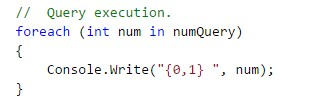 //  Query execution.
foreach (int num in numQuery)
{
    Console.Write("{0,1} ", num);
}